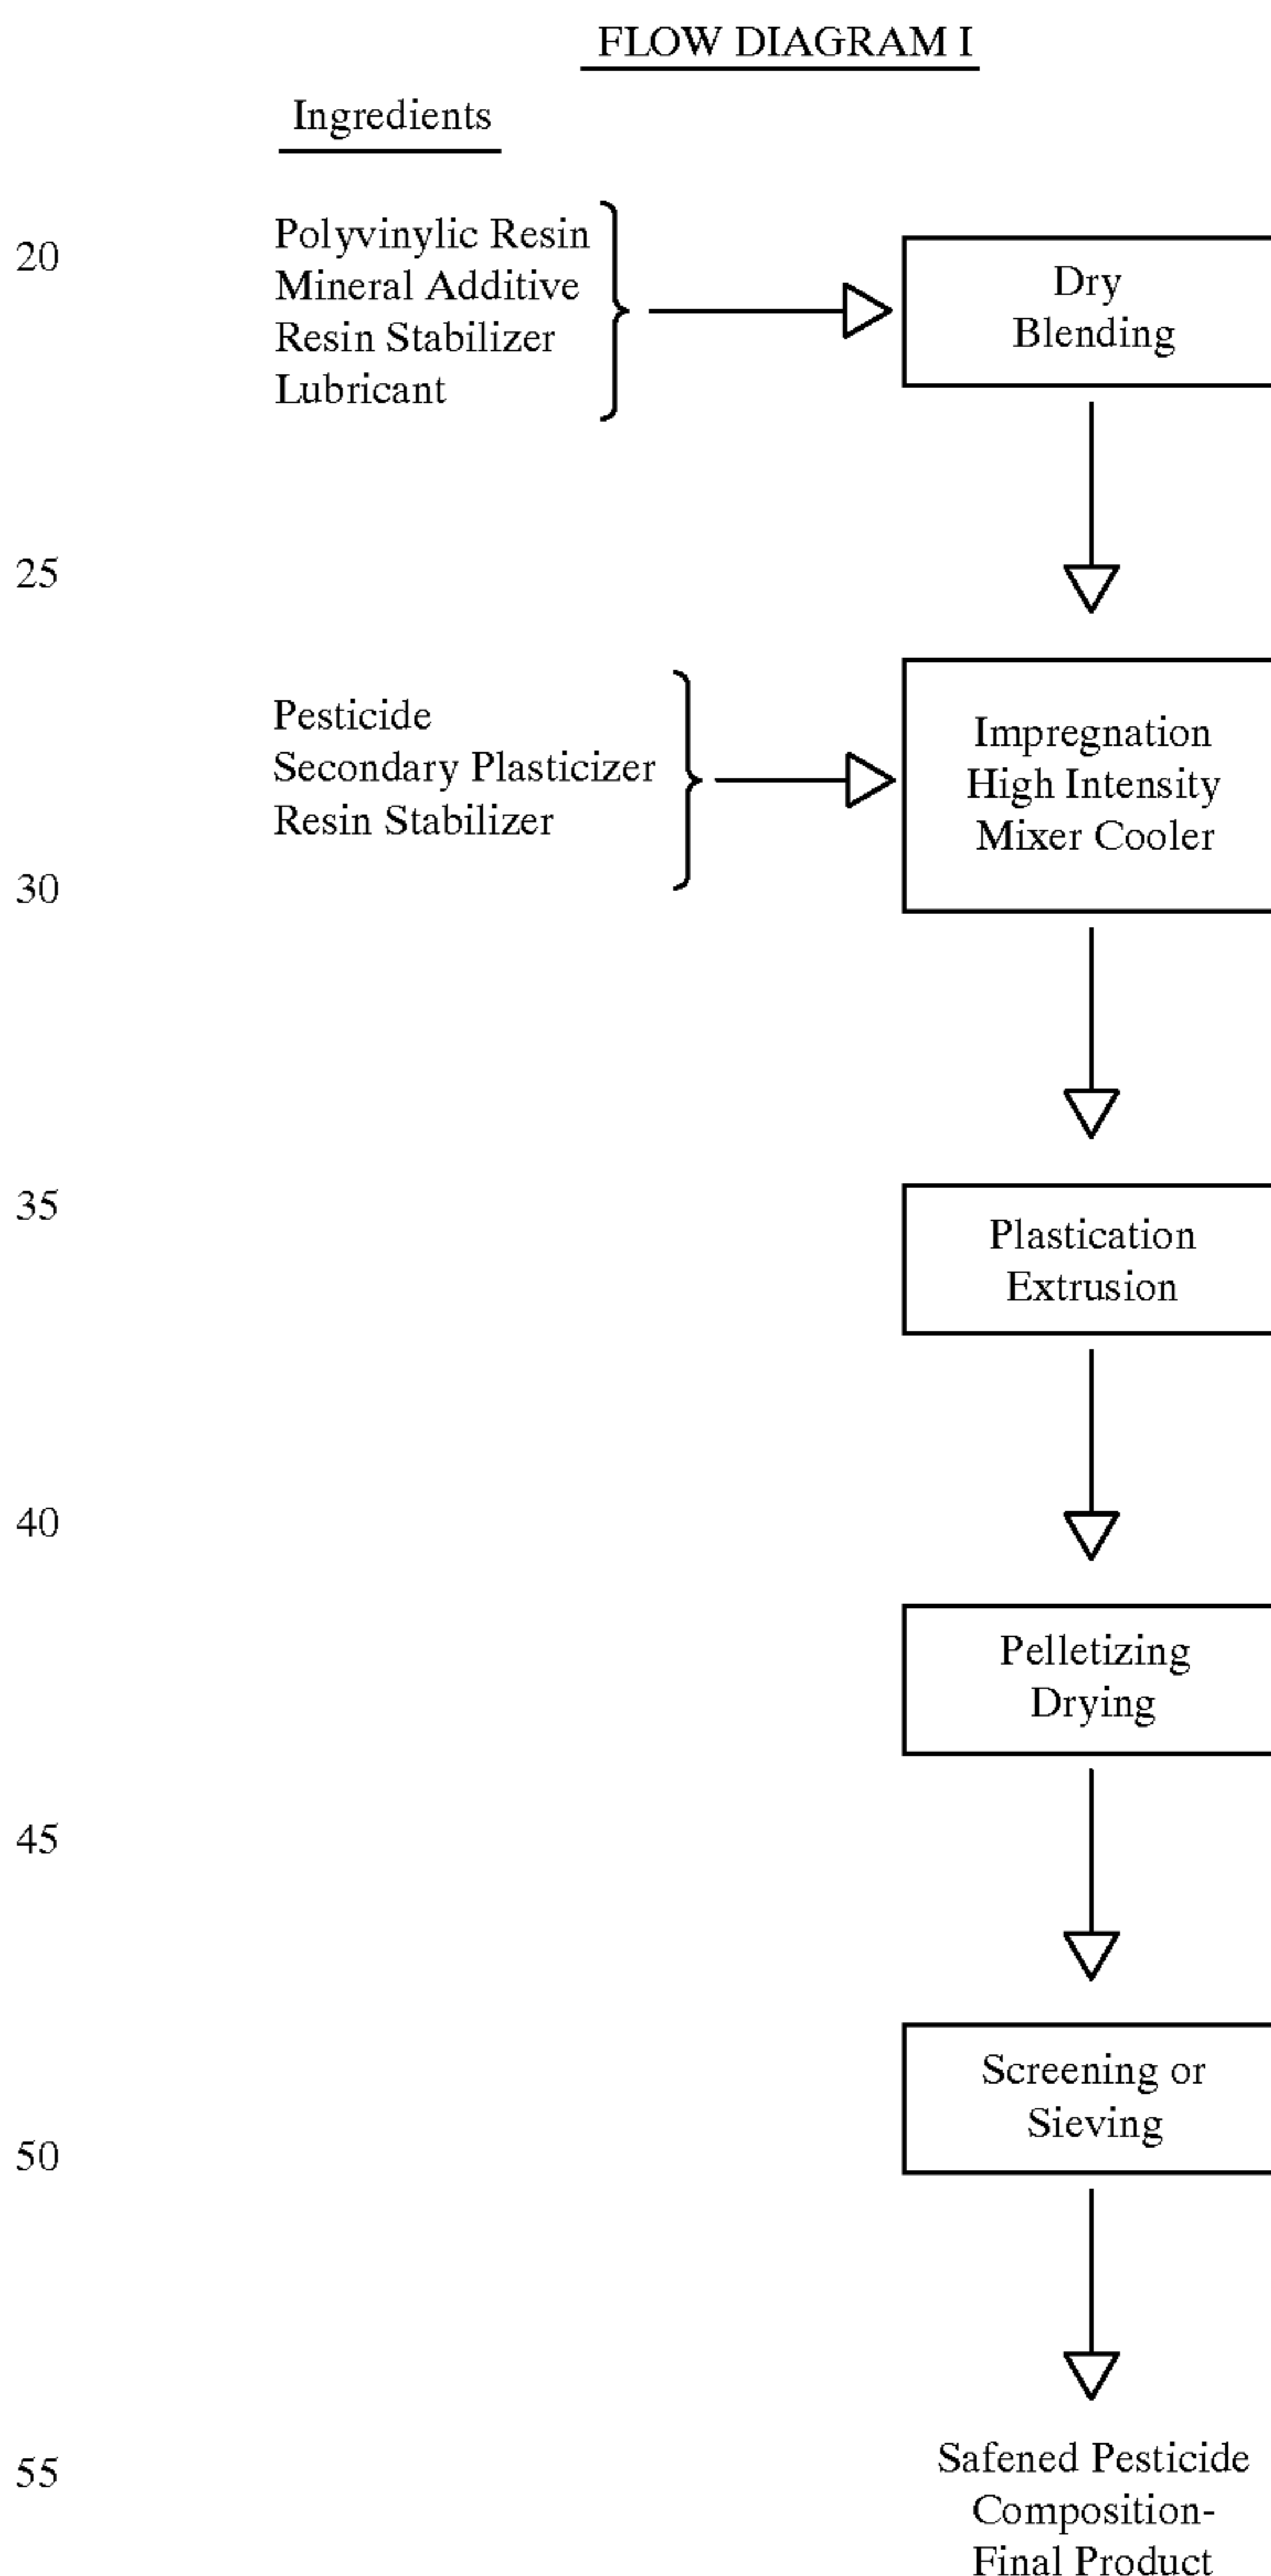 FLOW DIAGRAM I
Ingredients
20
Polyvinylic Resin
Mineral Additive
Resin Stabilizer
Lubricant
Dry
Blending
25
Pesticide
Secondary Plasticizer
Resin Stabilizer
Impregnation
High Intensity
Mixer Cooler
30
35
Plastication
Extrusion
40
Pelletizing
Drying
45
Screening or
Sieving
50
55
Safened Pesticide
Composition-
Final Product